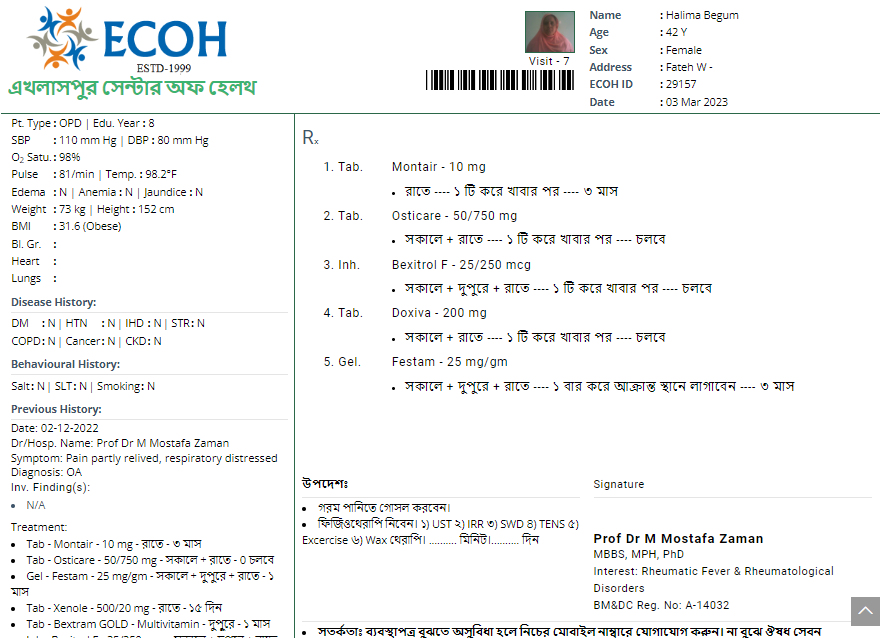 ECOH
ESTD-1999
এখলাসপুর সেন্টার অফ হেলথ
Visit - 7
Name : Halima Begum
Age : 42 Y
Sex : Female
Address : Fateh W -
ECOH ID : 29157
Date : 03 Mar 2023
Pt. Type : OPD | Edu. Year : 8
SBP : 110 mm Hg | DBP : 80 mm Hg
O2 Satu. : 98%
Pulse : 81/min | Temp. : 98.2°F
Edema : N | Anemia : N | Jaundice : N
Weight : 73 kg | Height : 152 cm
BMI : 31.6 (Obese)
Bl. Gr. :
Heart :
Lungs :
Disease History:
DM : N | HTN : N | IHD : N | STR: N
COPD: N | Cancer: N | CKD: N
Behavioural History:
Salt: N | SLT: N | Smoking: N
Previous History:
Date: 02-12-2022
Dr/Hosp. Name: Prof Dr M Mostafa Zaman
Symptom: Pain partly relived, respiratory distressed
Diagnosis: OA
Inv. Finding(s):
• N/A
Treatment:
• Tab - Montair - 10 mg - রাতে - ৩ মাস
• Tab - Osticare - 50/750 mg - সকালে + রাতে - 0 চলবে
• Gel - Festam - 25 mg/gm - সকালে + দুপুরে + রাতে - ১
মাস
• Tab - Xenole - 500/20 mg - রাতে - ১৫ দিন
• Tab - Bextram GOLD - Multivitamin - দুপুরে - ১ মাস
Rx
1. Tab. Montair - 10 mg
• রাতে ---- ১ টি করে খাবার পর ---- ৩ মাস
2. Tab. Osticare - 50/750 mg
• সকালে + রাতে ---- ১ টি করে খাবার পর ---- চলবে
3. Inh. Bexitrol F - 25/250 mcg
• সকালে + দুপুরে + রাতে ---- ১ টি করে খাবার পর ---- চলবে
4. Tab. Doxiva - 200 mg
• সকালে + রাতে ---- ১ টি করে খাবার পর ---- চলবে
5. Gel. Festam - 25 mg/gm
• সকালে + দুপুরে + রাতে ---- ১ বার করে আক্রান্ত স্থানে লাগাবেন ---- ৩ মাস
উপদেশঃ
• গরম পানিতে গোসল করবেন।
• ফিজিওথেরাপি নিবেন। ১) UST ২) IRR ৩) SWD 8) TENS ৫)
Excercise ৬) Wax থেরাপি। .......... মিনিট।.......... দিন
Signature
Prof Dr M Mostafa Zaman
MBBS, MPH, PhD
Interest: Rheumatic Fever & Rheumatological
Disorders
BM&DC Reg. No: A-14032
• সতর্কতাঃ ব্যবস্থাপত্র বুঝতে অসুবিধা হলে নিচের মোবাইল নাম্বারে যোগাযোগ করুন। না বুঝে ঔষধ সেবন